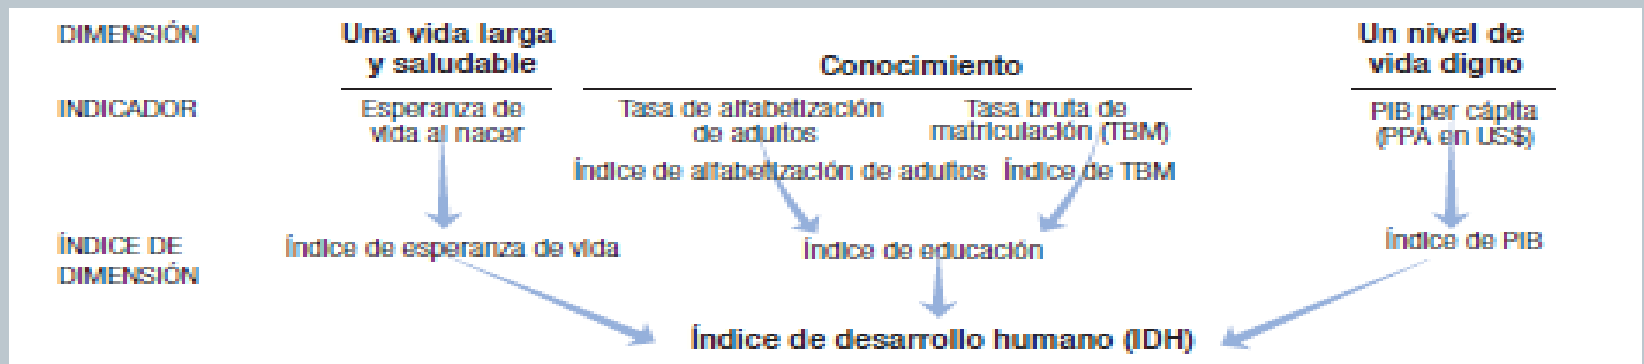 DIMENSIÓN
Una vida larga
y saludable
Conocimiento
Un nivel de
vida digno
INDICADOR
Esperanza de
vida al nacer
Tasa de alfabetización
de adultos
Tasa bruta de
matriculación (TBM)
PIB per cápita
(PPA en US$)
Índice de alfabetización de adultos
Índice de TBM
ÍNDICE DE
DIMENSIÓN
Índice de esperanza de vida
Índice de educación
Índice de PIB
Índice de desarrollo humano (IDH)